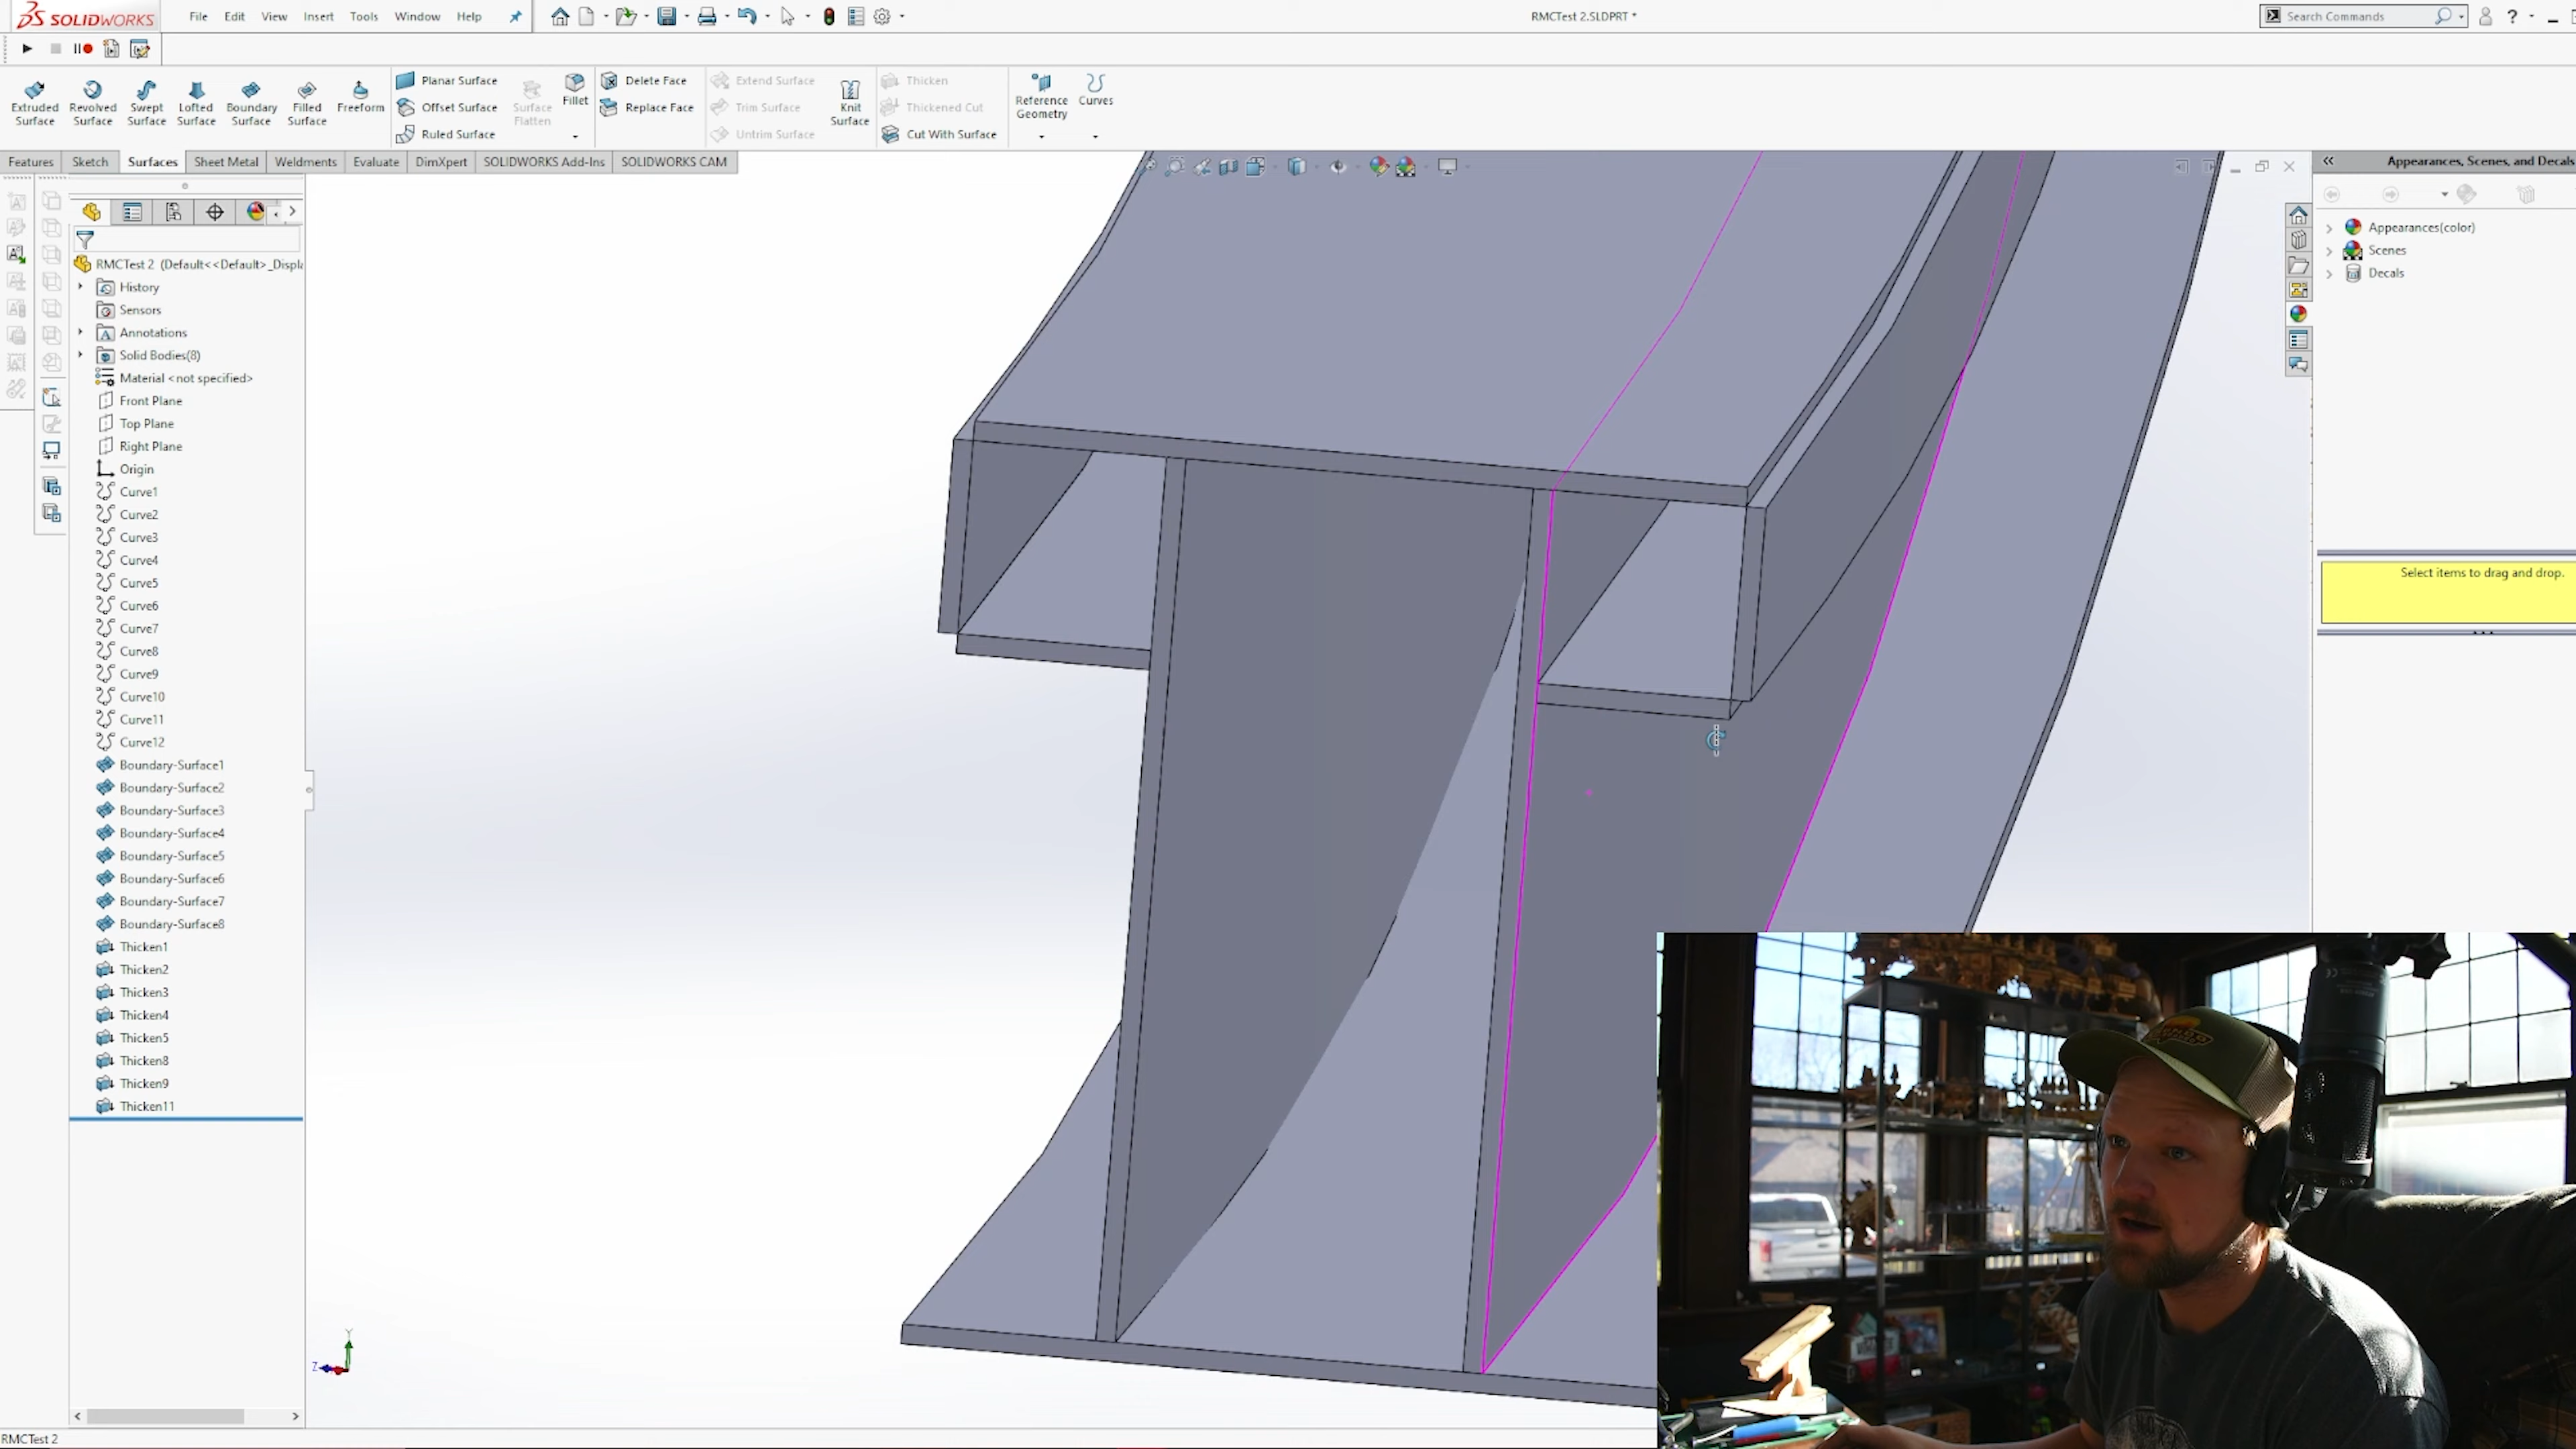 SOLIDWORKS
File Edit View Insert Tools Window Help
RMCTest 2.SLDPRT *
Search Commands
Extruded Surface
Revolved Surface
Swept Surface
Lofted Surface
Boundary Surface
Filled Surface
Freeform
Planar Surface
Offset Surface
Ruled Surface
Surface Flatten
Fillet
Delete Face
Replace Face
Extend Surface
Trim Surface
Untrim Surface
Knit Surface
Thicken
Thickened Cut
Cut With Surface
Reference Geometry
Curves
Features Sketch Surfaces Sheet Metal Weldments Evaluate DimXpert SOLIDWORKS Add-Ins SOLIDWORKS CAM
RMCTest 2 (Default<<Default>_Displ
History
Sensors
Annotations
Solid Bodies(8)
Material <not specified>
Front Plane
Top Plane
Right Plane
Origin
Curve1
Curve2
Curve3
Curve4
Curve5
Curve6
Curve7
Curve8
Curve9
Curve10
Curve11
Curve12
Boundary-Surface1
Boundary-Surface2
Boundary-Surface3
Boundary-Surface4
Boundary-Surface5
Boundary-Surface6
Boundary-Surface7
Boundary-Surface8
Thicken1
Thicken2
Thicken3
Thicken4
Thicken5
Thicken8
Thicken9
Thicken11
Y
Z
Appearances, Scenes, and Decals
Appearances(color)
Scenes
Decals
Select items to drag and drop.
RMCTest 2